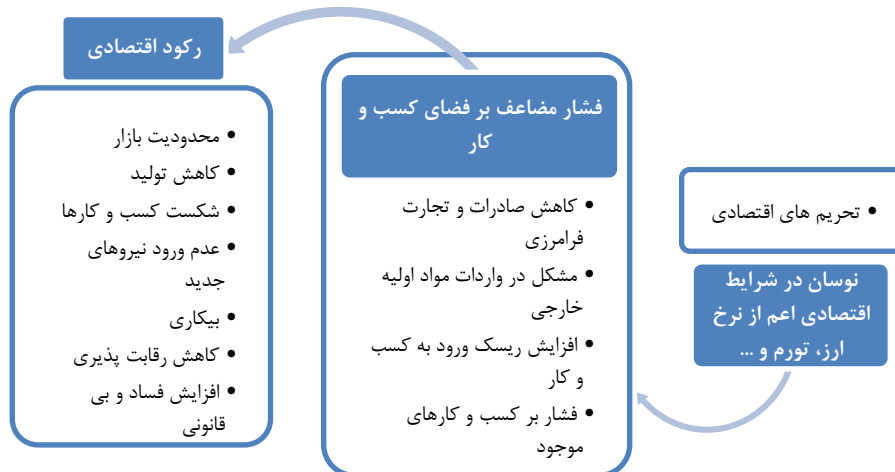 تحریم های اقتصادی
نوسان در شرایط
اقتصادی اعم از نرخ
ارز، تورم و ...
فشار مضاعف بر فضای کسب و
کار
کاهش صادرات و تجارت
فرامرزی
مشکل در واردات مواد اولیه
خارجی
افزایش ریسک ورود به کسب
و کار
فشار بر کسب و کارهای
موجود
رکود اقتصادی
محدودیت بازار
کاهش تولید
شکست کسب و کارها
عدم ورود نیروهای
جدید
بیکاری
کاهش رقابت پذیری
افزایش فساد و بی
قانونی